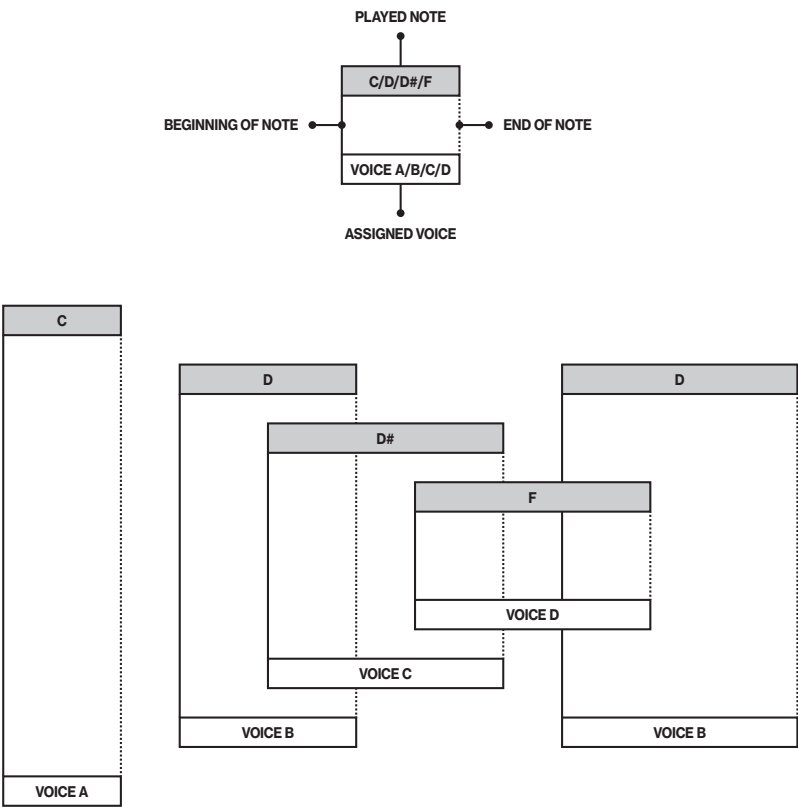 PLAYED NOTE
C/D/D#/F
BEGINNING OF NOTE
END OF NOTE
VOICE A/B/C/D
ASSIGNED VOICE
C
D
D
D#
F
VOICE D
VOICE C
VOICE B
VOICE B
VOICE A